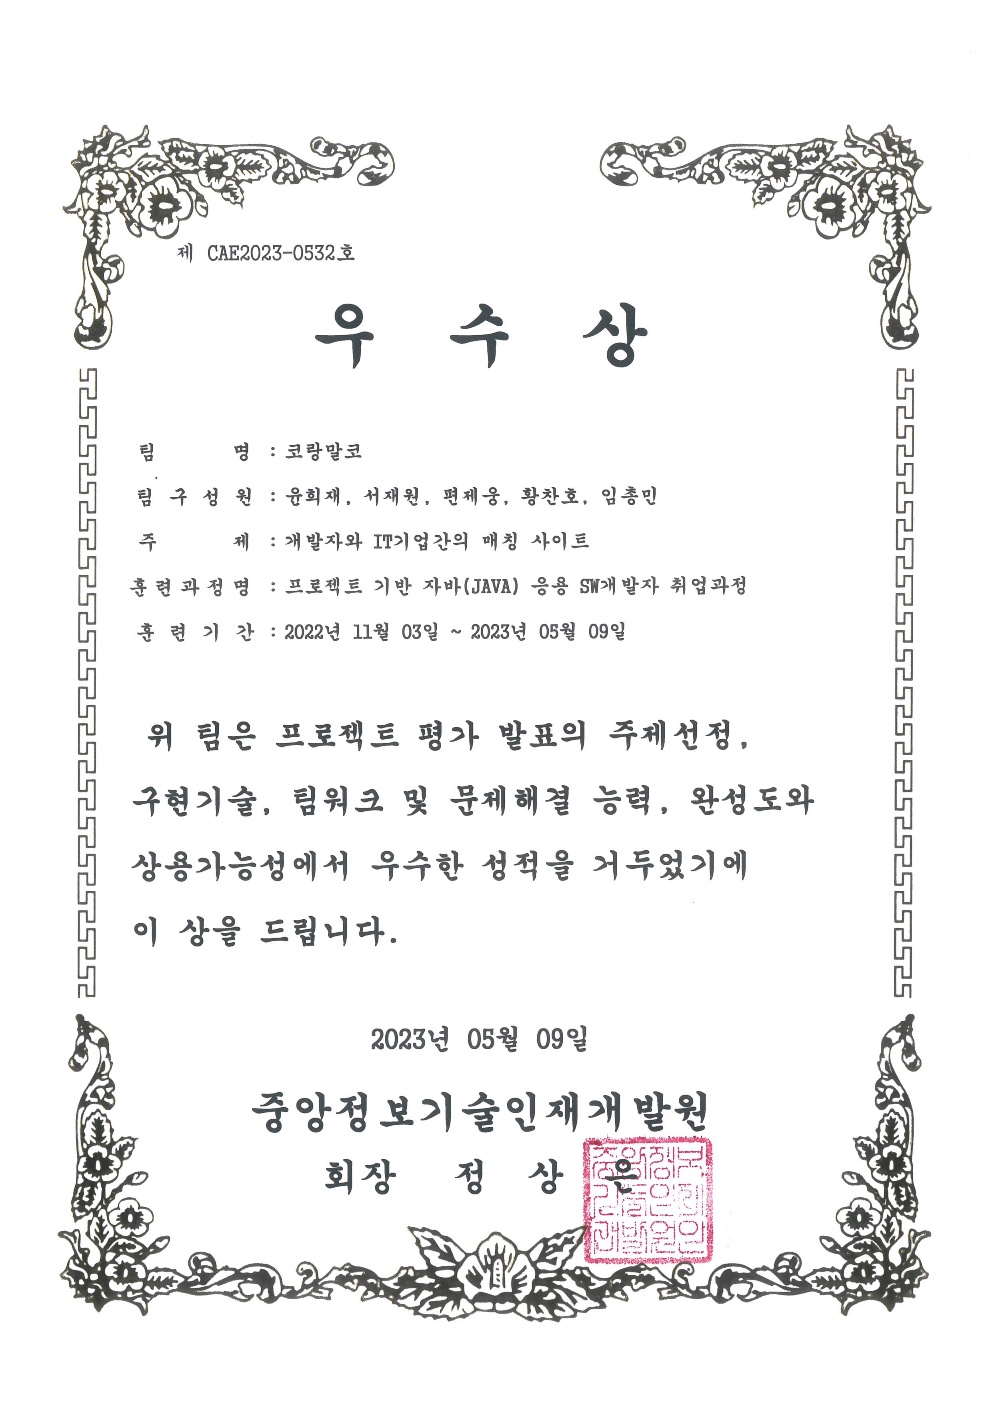 제 CAE2023-0532호
우 수 상
팀 명 : 코랑말코
팀 구 성 원 : 윤희재, 서재원, 편제웅, 황찬호, 임총민
주 제 : 개발자와 IT기업간의 매칭 사이트
훈 련 과 정 명 : 프로젝트 기반 자바(JAVA) 응용 SW개발자 취업과정
훈 련 기 간 : 2022년 11월 03일 ~ 2023년 05월 09일
위 팀은 프로젝트 평가 발표의 주제선정,
구현기술, 팀워크 및 문제해결 능력, 완성도와
상용가능성에서 우수한 성적을 거두었기에
이 상을 드립니다.
2023년 05월 09일
중앙정보기술인재개발원
회장 정 상 은
중앙정보
기술인
재개발원인